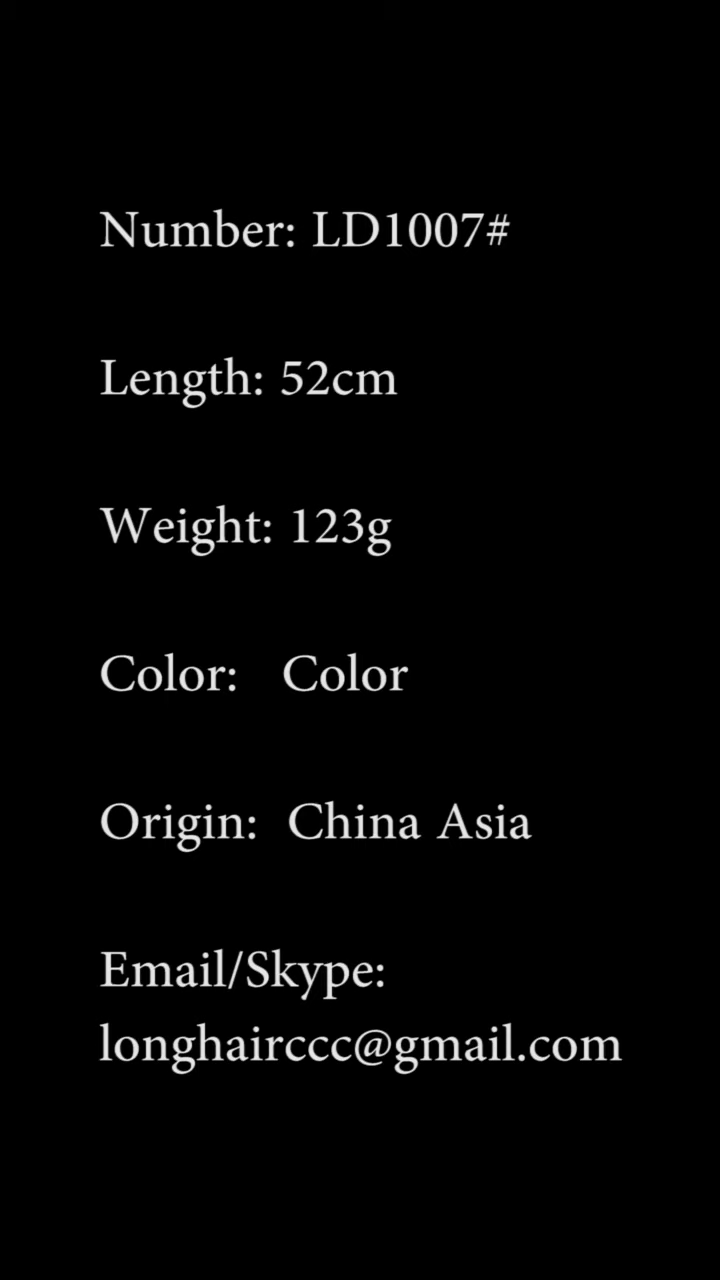 Number: LD1007#
Length: 52cm
Weight: 123g
Color: Color
Origin: China Asia
Email/Skype:
longhairccc@gmail.com